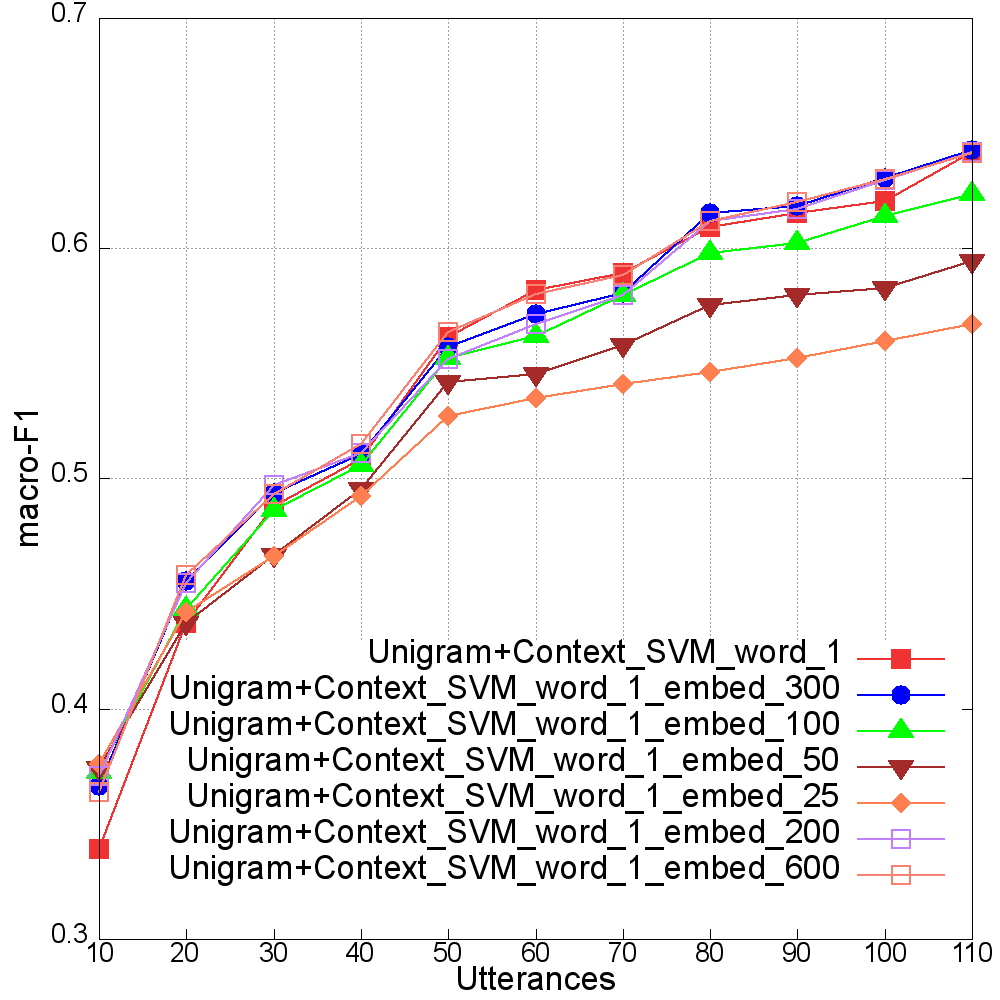 0.7
0.6
0.5
0.4
0.3
macro-F1
Unigram+Context_SVM_word_1
Unigram+Context_SVM_word_1_embed_300
Unigram+Context_SVM_word_1_embed_100
Unigram+Context_SVM_word_1_embed_50
Unigram+Context_SVM_word_1_embed_25
Unigram+Context_SVM_word_1_embed_200
Unigram+Context_SVM_word_1_embed_600
10 20 30 40 50 60 70 80 90 100 110
Utterances